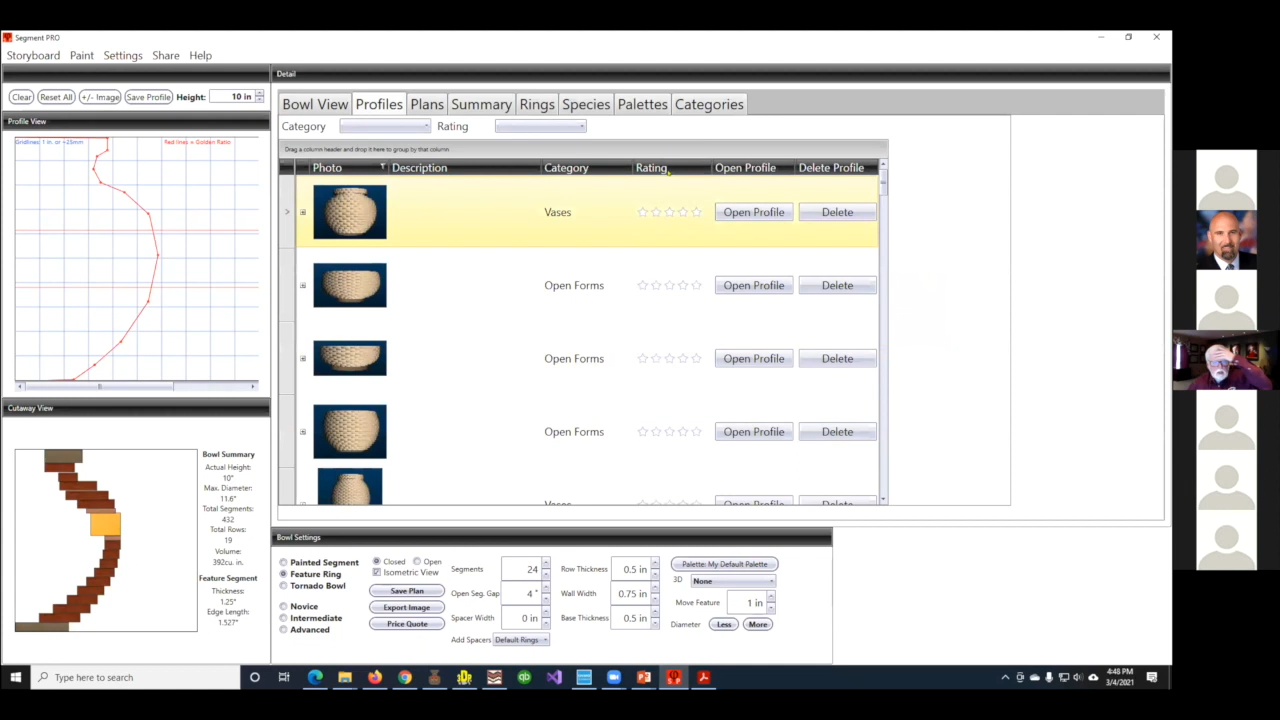 Segment PRO
Storyboard Paint Settings Share Help
Clear Reset All +/- Image Save Profile Height: 10 in
Profile View
Gridlines: 1 in. or ~25mm Red lines = Golden Ratio
Cutaway View
Bowl Summary
Actual Height:
10"
Max. Diameter:
11.6"
Total Segments:
432
Total Rows:
19
Volume:
392cu. in.
Feature Segment
Thickness:
1.25"
Edge Length:
1.527"
Detail
Bowl View Profiles Plans Summary Rings Species Palettes Categories
Category Rating
Drag a column header and drop it here to group by that column
Photo Description Category Rating Open Profile Delete Profile
Vases Open Profile Delete
Open Forms Open Profile Delete
Open Forms Open Profile Delete
Open Forms Open Profile Delete
Vases Open Profile Delete
Bowl Settings
Painted Segment
Feature Ring
Tornado Bowl
Novice
Intermediate
Advanced
Closed Open
Isometric View
Save Plan
Export Image
Price Quote
Segments 24
Open Seg. Gap 4 °
Spacer Width 0 in
Add Spacers Default Rings
Row Thickness 0.5 in
Wall Width 0.75 in
Base Thickness 0.5 in
Palette: My Default Palette
3D None
Move Feature 1 in
Diameter Less More
Type here to search
4:48 PM
3/4/2021